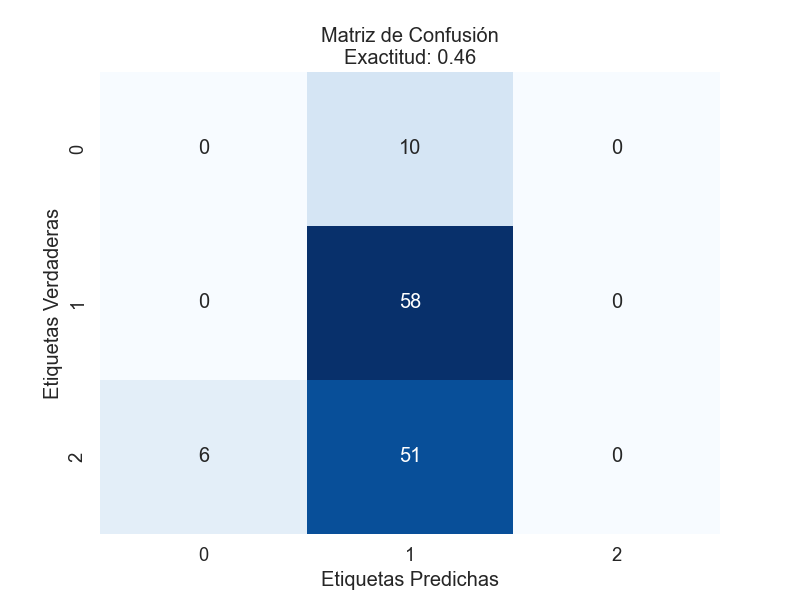 Matriz de Confusión
Exactitud: 0.46
0 0 10 0
1 0 58 0
2 6 51 0
Etiquetas Verdaderas
0 1 2
Etiquetas Predichas